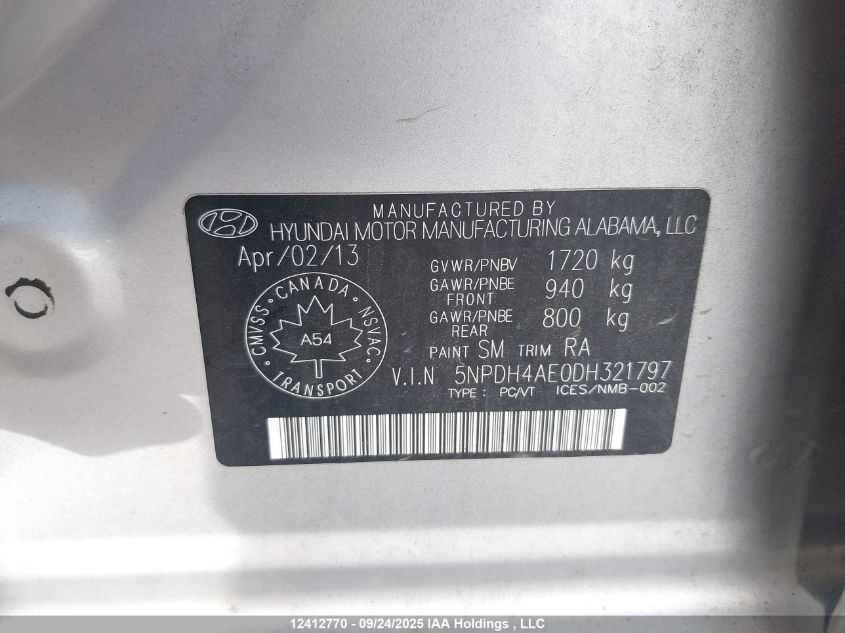 MANUFACTURED BY
HYUNDAI MOTOR MANUFACTURING ALABAMA, LLC
Apr/02/13
GVWR/PNBV 1720 kg
GAWR/PNBE FRONT 940 kg
GAWR/PNBE REAR 800 kg
CMVSS • CANADA • NSVAC • TRANSPORT •
A54
PAINT SM TRIM RA
V.I.N 5NPDH4AE0DH321797
TYPE : PC/VT ICES/NMB-002
12412770 - 09/24/2025 IAA Holdings , LLC